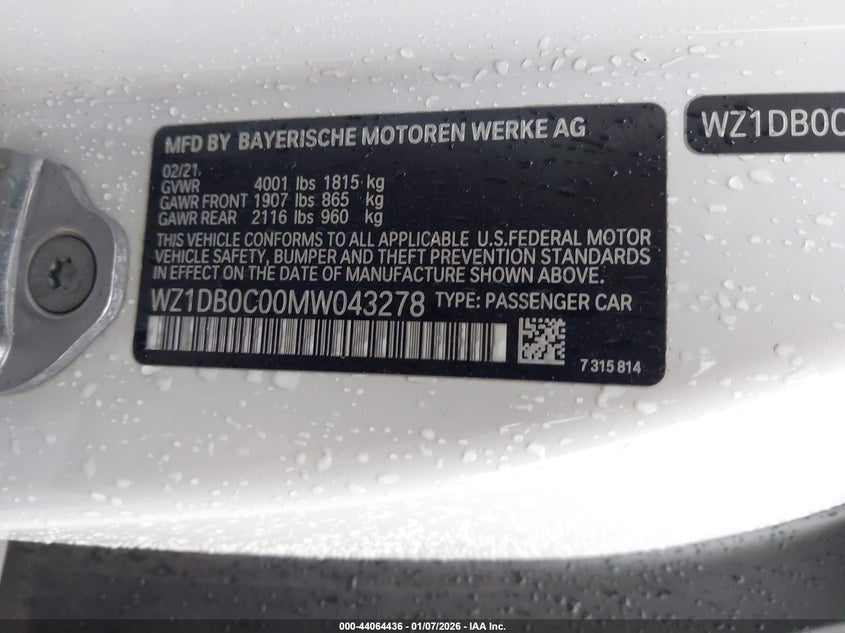 MFD BY BAYERISCHE MOTOREN WERKE AG
WZ1DB0C
02/21
GVWR 4001 lbs 1815 kg
GAWR FRONT 1907 lbs 865 kg
GAWR REAR 2116 lbs 960 kg
THIS VEHICLE CONFORMS TO ALL APPLICABLE U.S.FEDERAL MOTOR
VEHICLE SAFETY, BUMPER AND THEFT PREVENTION STANDARDS
IN EFFECT ON THE DATE OF MANUFACTURE SHOWN ABOVE.
WZ1DB0C00MW043278 TYPE: PASSENGER CAR
7 315 814
000-44064436 - 01/07/2026 - IAA Inc.